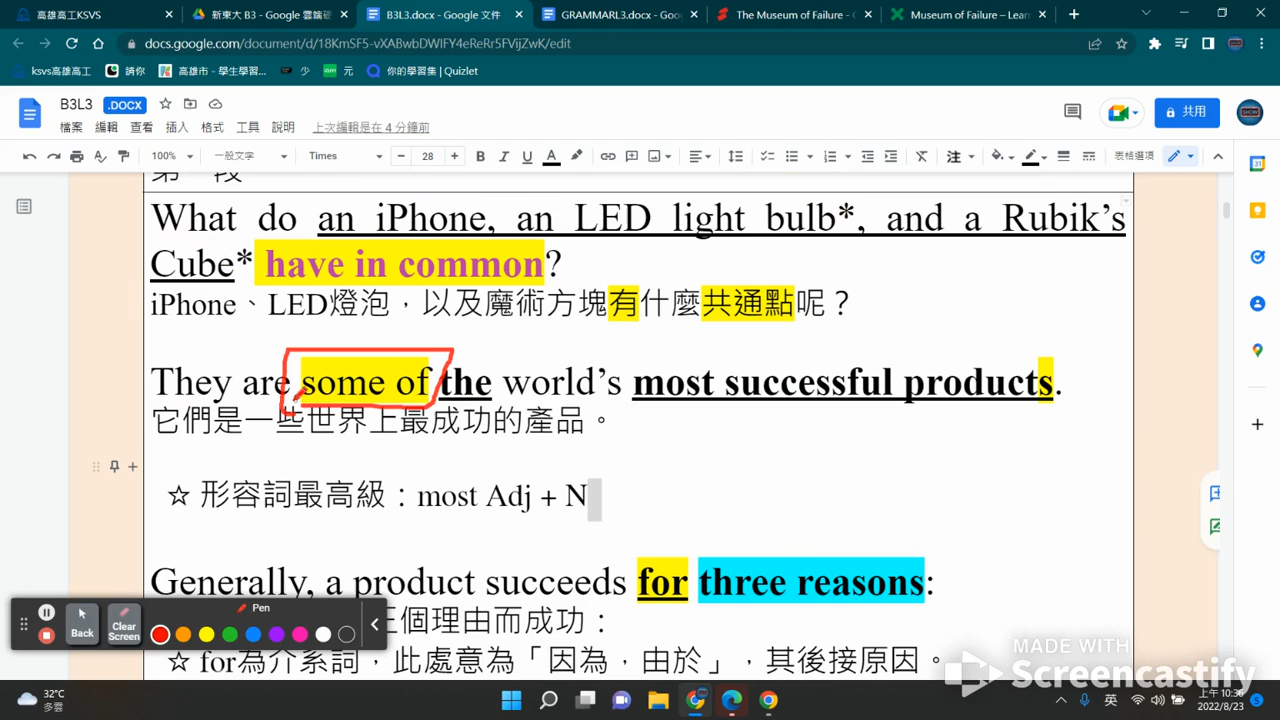 高雄高工KSVS
新東大 B3 - Google 雲端硬
B3L3.docx - Google 文件
GRAMMARL3.docx - Goog
The Museum of Failure - C
Museum of Failure – Learn
docs.google.com/document/d/18KmSF5-vXABwbDWlFY4eReRr5FVijZwK/edit
ksvs高雄高工
請你
高雄市 - 學生學習...
少
元
你的學習集 | Quizlet
B3L3 .DOCX
檔案 編輯 查看 插入 格式 工具 說明 上次編輯是在 4 分鐘前
共用
100% 一般文字 Times 28 表格選項
第一段
What do an iPhone, an LED light bulb*, and a Rubik’s
Cube* have in common?
iPhone、LED燈泡，以及魔術方塊有什麼共通點呢？
They are some of the world’s most successful products.
它們是一些世界上最成功的產品。
☆ 形容詞最高級：most Adj + N
Generally, a product succeeds for three reasons:
三個理由而成功：
☆ for為介系詞，此處意為「因為，由於」，其後接原因。
Pen
Back
Clear
Screen
MADE WITH
Screencastify
32°C
多雲
英
上午 10:36
2022/8/23